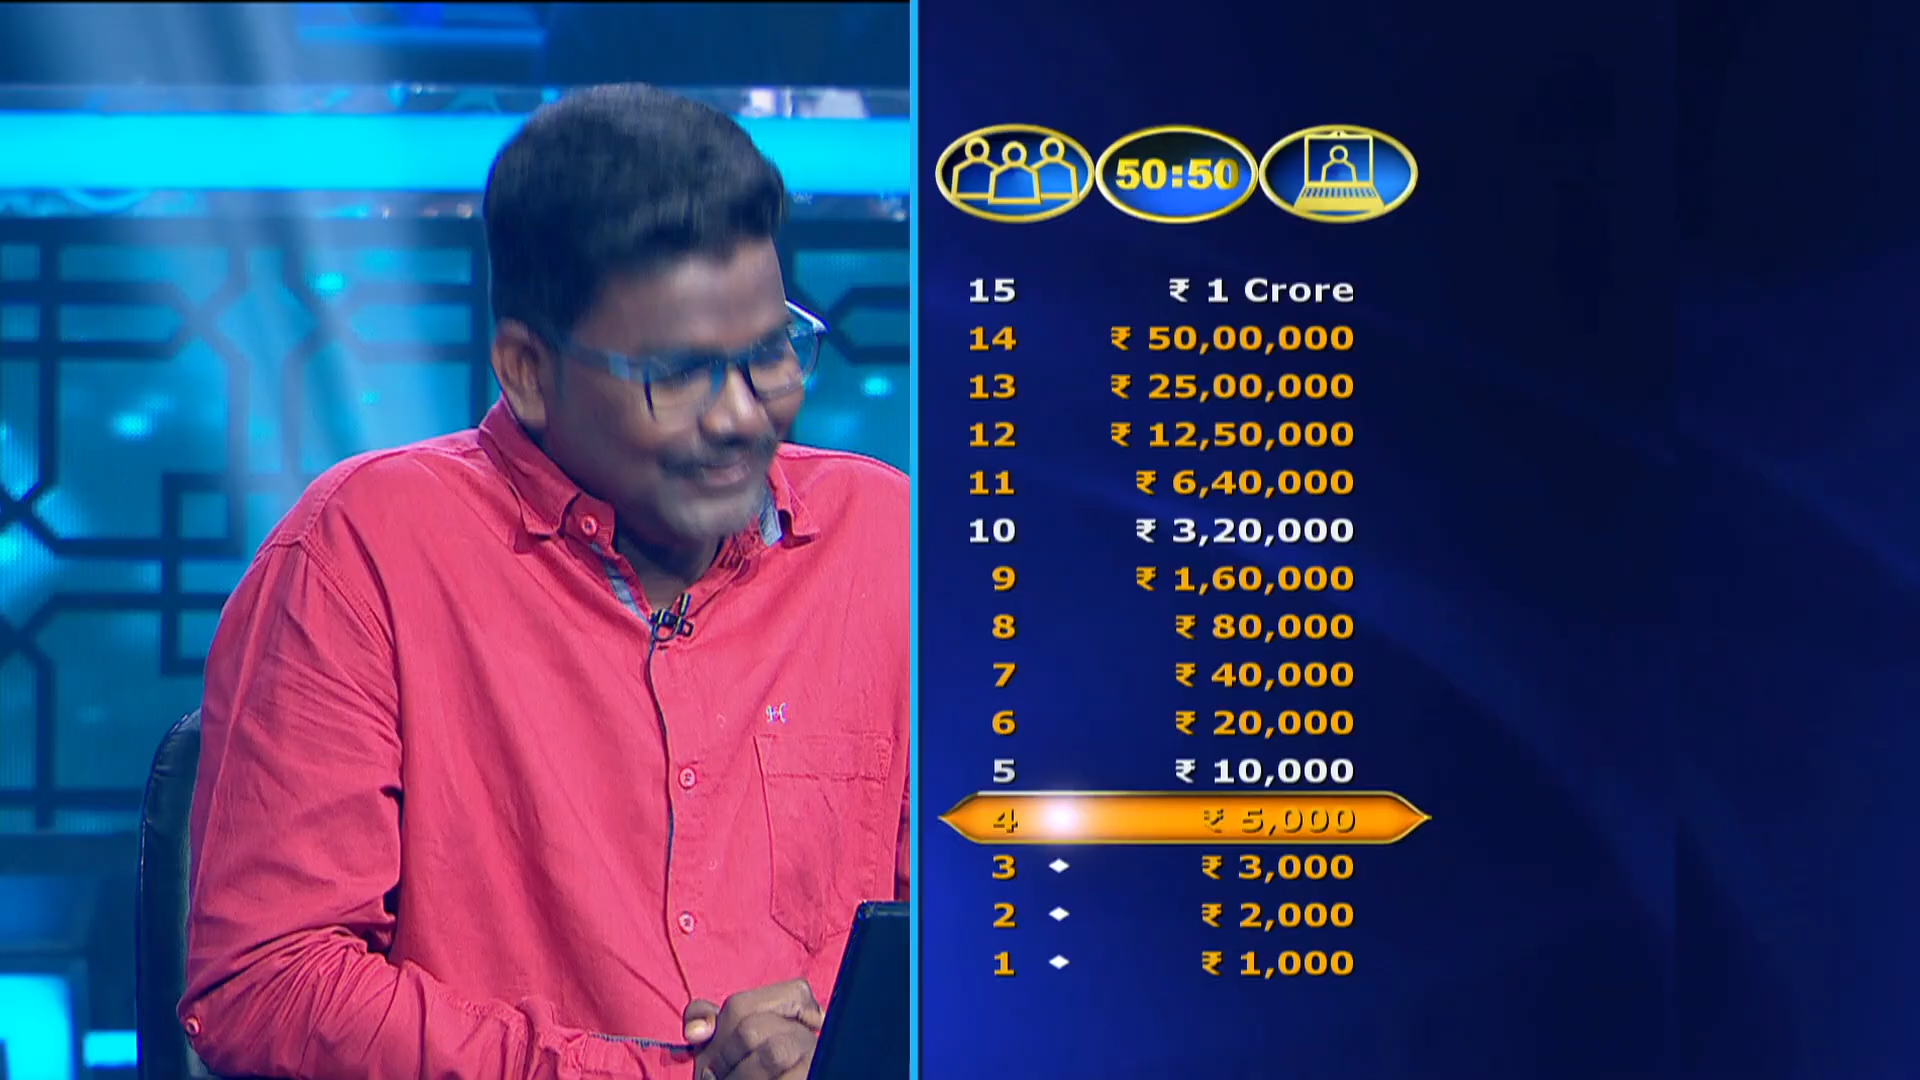 50:50
15 ₹ 1 Crore
14 ₹ 50,00,000
13 ₹ 25,00,000
12 ₹ 12,50,000
11 ₹ 6,40,000
10 ₹ 3,20,000
9 ₹ 1,60,000
8 ₹ 80,000
7 ₹ 40,000
6 ₹ 20,000
5 ₹ 10,000
4 ₹ 5,000
3 ₹ 3,000
2 ₹ 2,000
1 ₹ 1,000